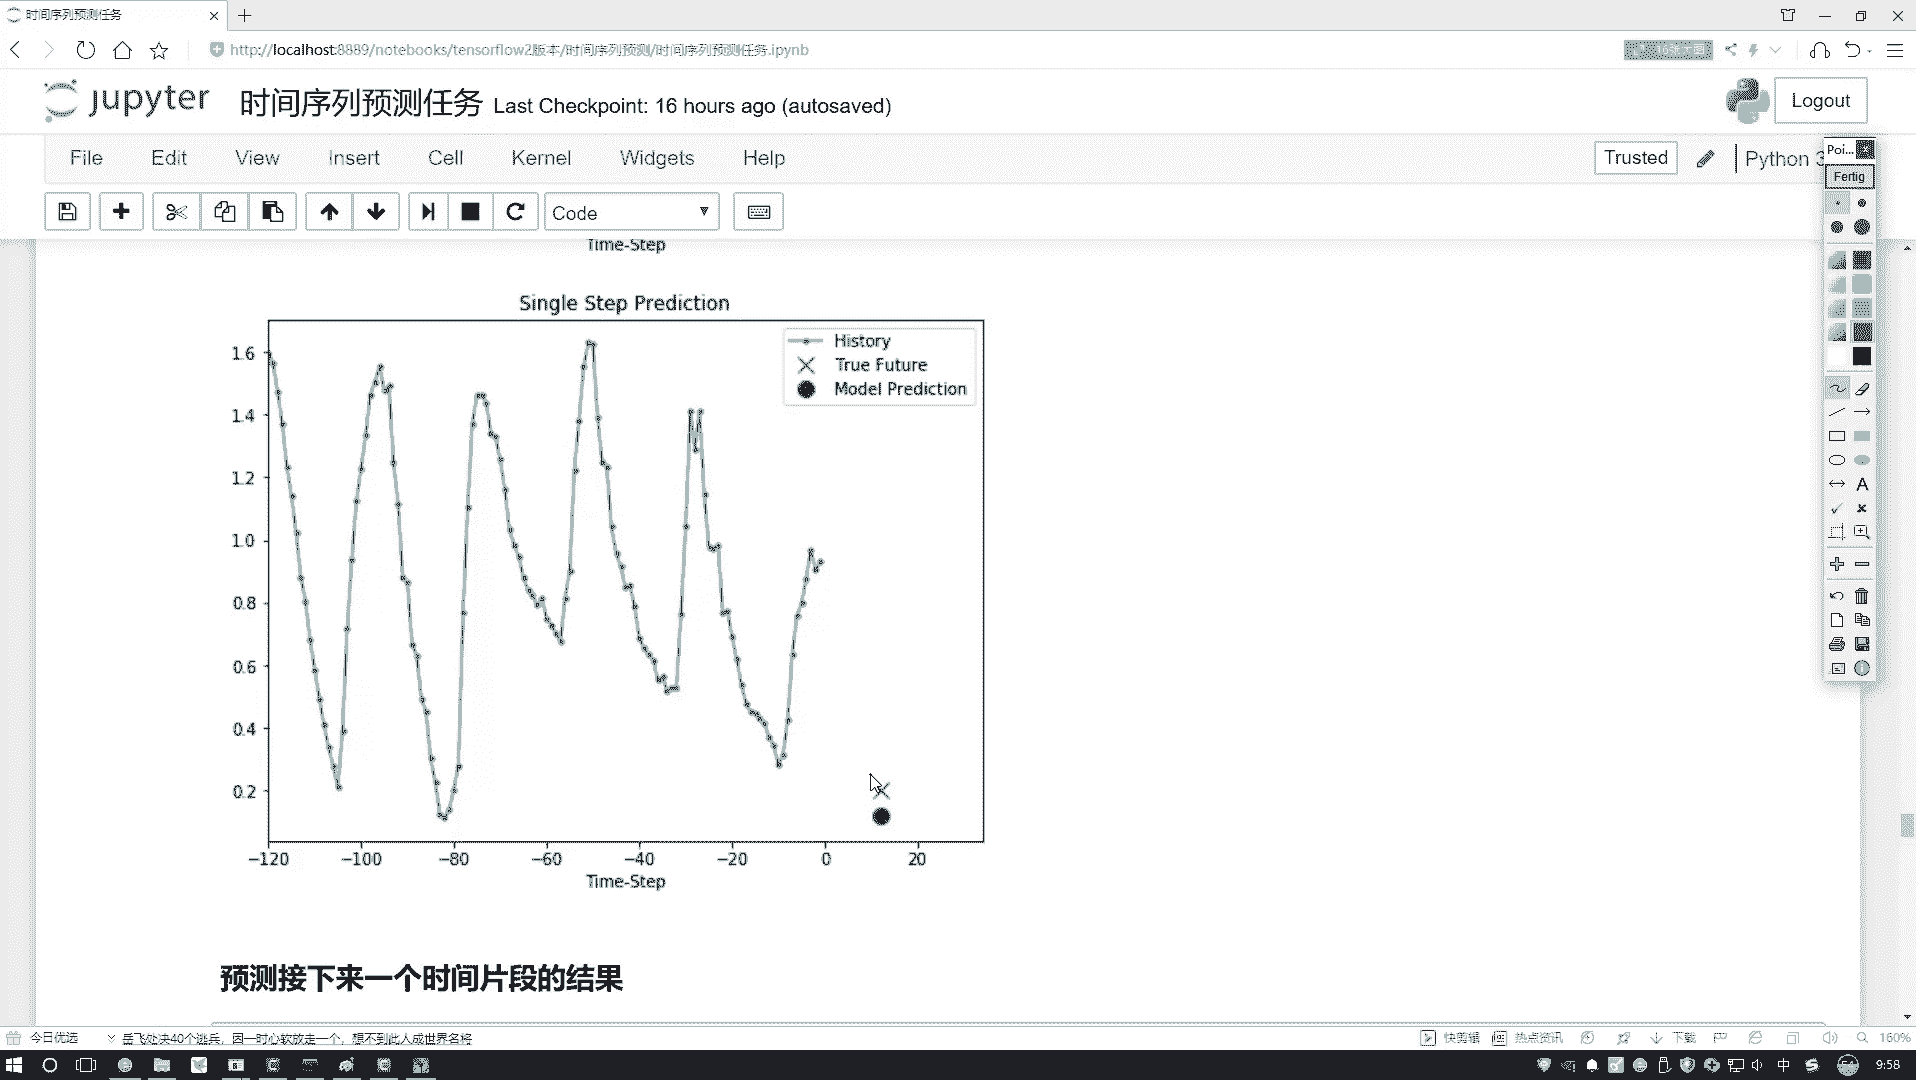 时间序列预测任务
http://localhost:8889/notebooks/tensorflow2版本/时间序列预测/时间序列预测任务.ipynb
jupyter 时间序列预测任务 Last Checkpoint: 16 hours ago (autosaved)
Logout
File Edit View Insert Cell Kernel Widgets Help
Trusted
Python 3
Poi...
Fertig
Code
A
Time-Step
Single Step Prediction
History
True Future
Model Prediction
1.6
1.4
1.2
1.0
0.8
0.6
0.4
0.2
−120 −100 −80 −60 −40 −20 0 20
Time-Step
预测接下来一个时间片段的结果
今日优选
岳飞处决40个逃兵，因一时心软放走一个，想不到此人成世界名将
快剪辑 热点资讯 下载 160%
中 9:58